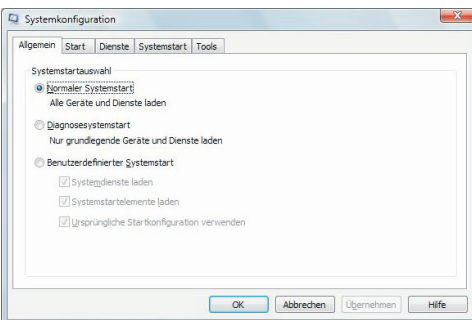 Systemkonfiguration
Allgemein Start Dienste Systemstart Tools
Systemstartauswahl
Normaler Systemstart
Alle Geräte und Dienste laden
Diagnosesystemstart
Nur grundlegende Geräte und Dienste laden
Benutzerdefinierter Systemstart
Systemdienste laden
Systemstartelemente laden
Ursprüngliche Startkonfiguration verwenden
OK Abbrechen Übernehmen Hilfe